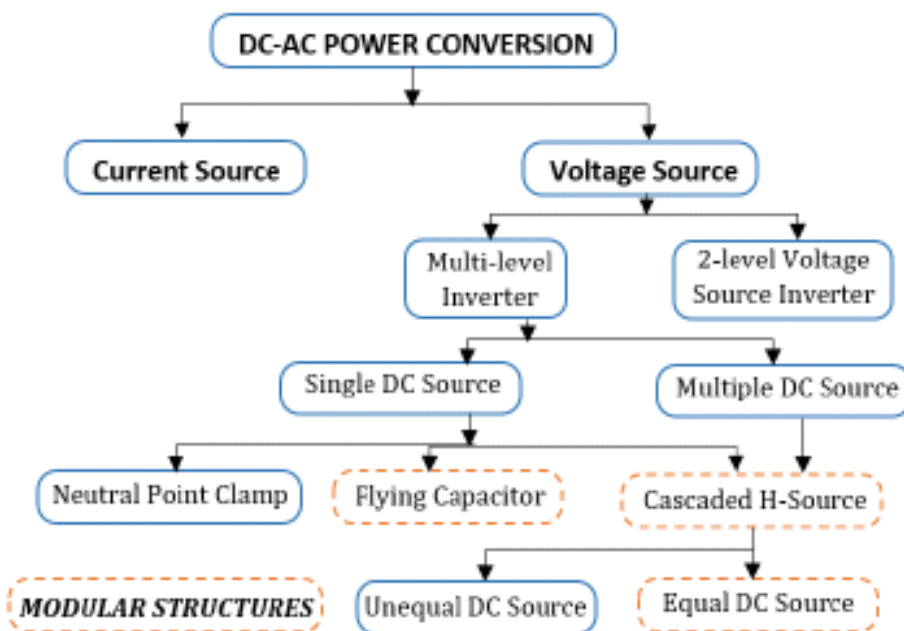 DC-AC POWER CONVERSION
Current Source
Voltage Source
Multi-level
Inverter
2-level Voltage
Source Inverter
Single DC Source
Multiple DC Source
Neutral Point Clamp
Flying Capacitor
Cascaded H-Source
MODULAR STRUCTURES
Unequal DC Source
Equal DC Source